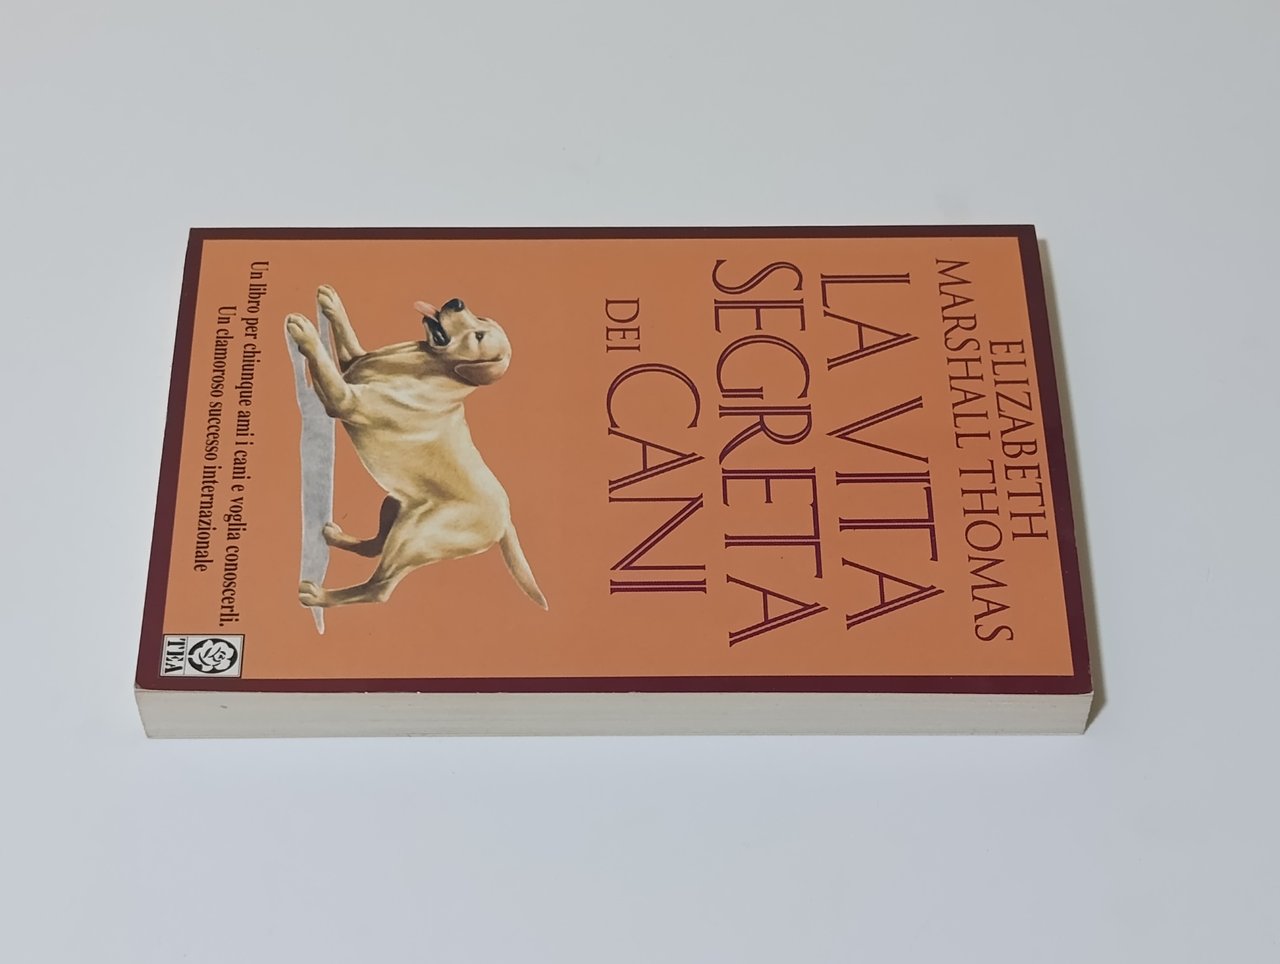 ELIZABETH
MARSHALL THOMAS
LA VITA
SEGRETA
DEI CANI
Un libro per chiunque ami i cani e voglia conoscerli.
Un clamoroso successo internazionale
TEA